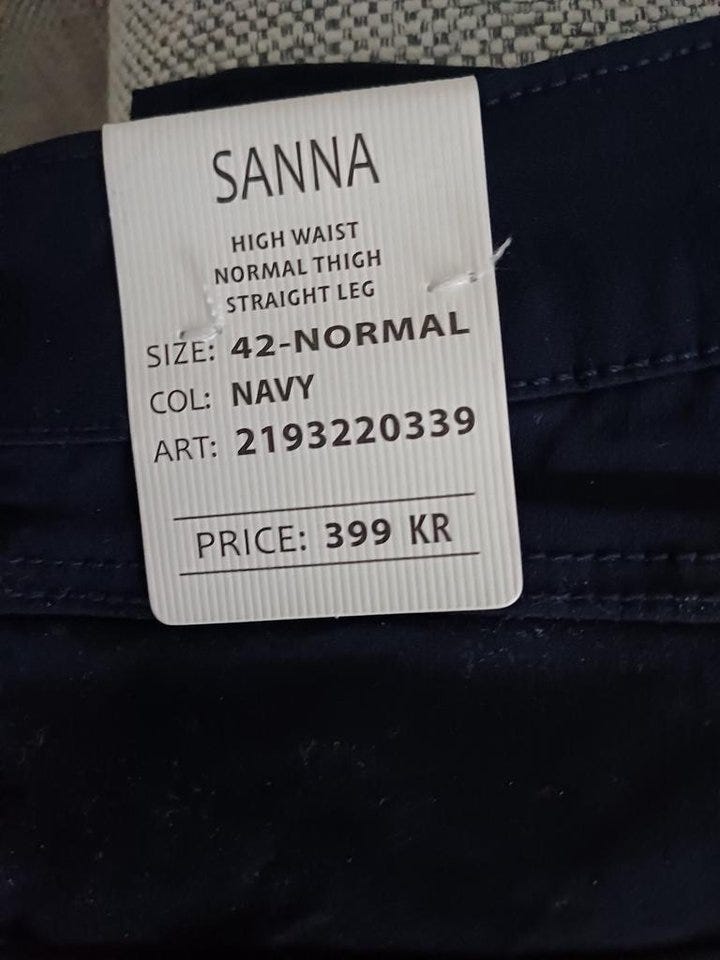 SANNA
HIGH WAIST
NORMAL THIGH
STRAIGHT LEG
SIZE: 42-NORMAL
COL: NAVY
ART: 2193220339
PRICE: 399 KR